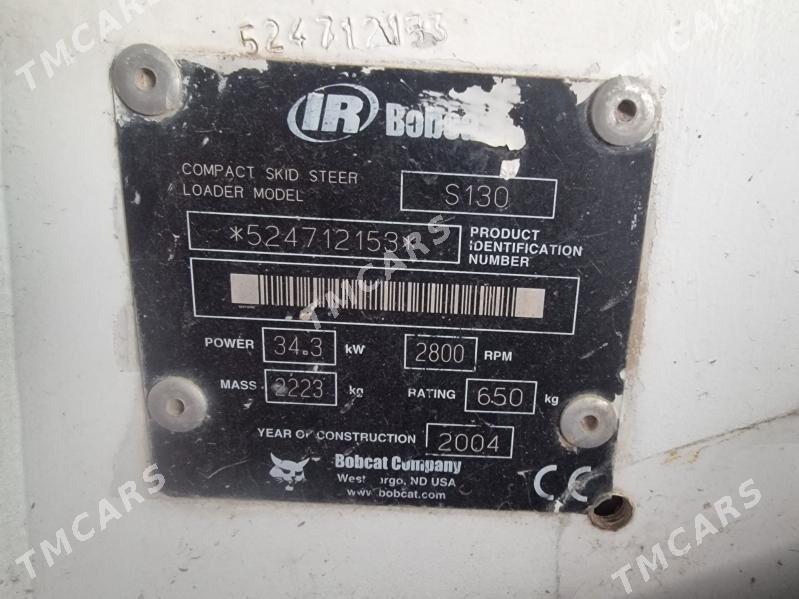 524712153
IR Bobcat
COMPACT SKID STEER
LOADER MODEL
S130
*524712153*
PRODUCT
IDENTIFICATION
NUMBER
POWER 34.3 kW 2800 RPM
MASS 2223 kg RATING 650 kg
YEAR OF CONSTRUCTION 2004
Bobcat Company
West argo, ND USA
www.bobcat.com
CE
TMCARS
TMCARS
TMCARS
TMCARS
TMCARS
TMCARS
TMCARS